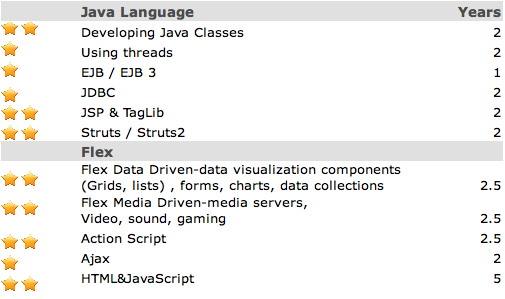 Java Language Years
Developing Java Classes 2
Using threads 2
EJB / EJB 3 1
JDBC 2
JSP & TagLib 2
Struts / Struts2 2
Flex
Flex Data Driven-data visualization components
(Grids, lists) , forms, charts, data collections 2.5
Flex Media Driven-media servers,
Video, sound, gaming 2.5
Action Script 2.5
Ajax 2
HTML&JavaScript 5